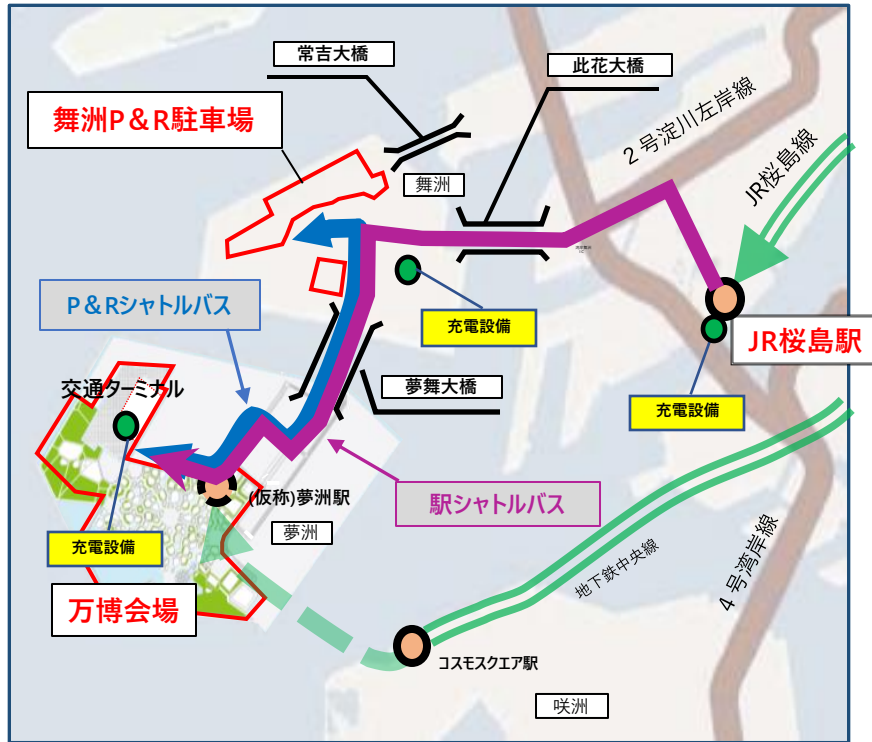 常吉大橋
此花大橋
2号淀川左岸線
JR桜島線
舞洲P&R駐車場
舞洲
P&Rシャトルバス
充電設備
JR桜島駅
交通ターミナル
夢舞大橋
充電設備
(仮称)夢洲駅
駅シャトルバス
夢洲
充電設備
万博会場
地下鉄中央線
4号湾岸線
コスモスクエア駅
咲洲